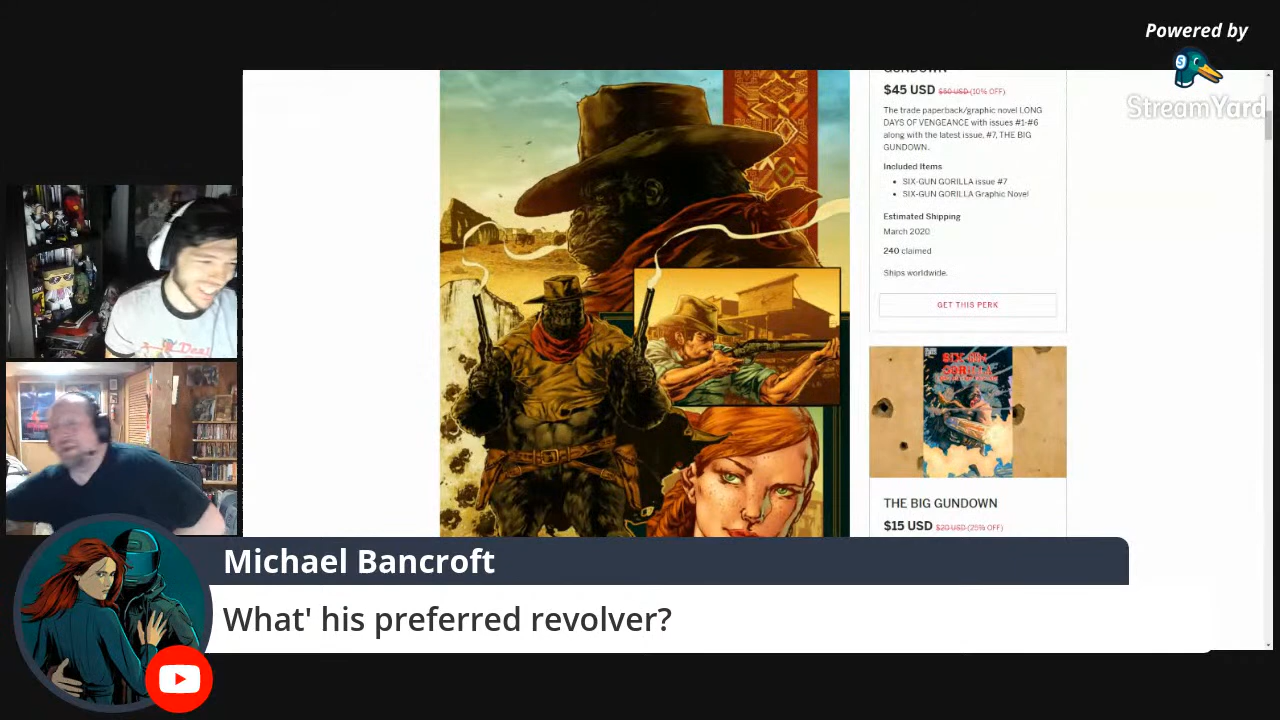 Powered by
StreamYard
GUNDOWN
$45 USD $50 USD (10% OFF)
The trade paperback/graphic novel LONG
DAYS OF VENGEANCE with issues #1-#6
along with the latest issue, #7, THE BIG
GUNDOWN.
Included Items
SIX-GUN GORILLA issue #7
SIX-GUN GORILLA Graphic Novel
Estimated Shipping
March 2020
240 claimed
Ships worldwide.
GET THIS PERK
SIX-GUN
GORILLA
THE BIG GUNDOWN
$15 USD $20 USD (25% OFF)
Michael Bancroft
What' his preferred revolver?